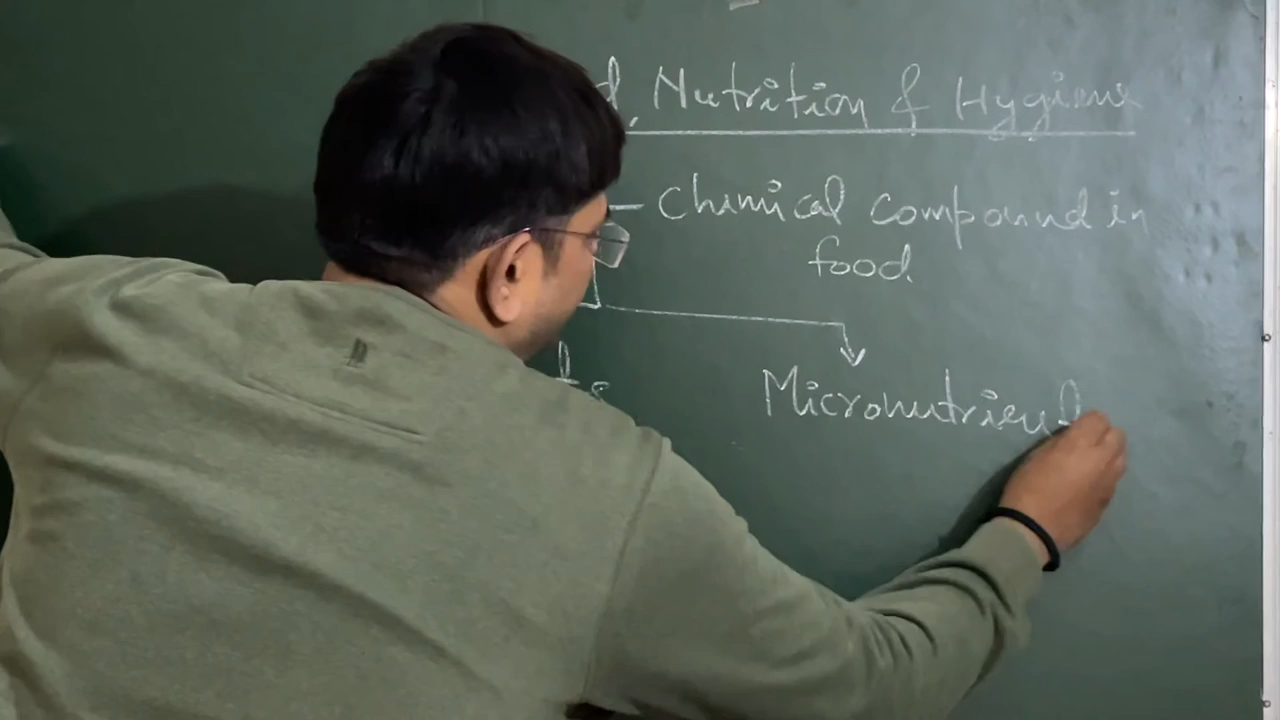 Nutrition & Hygiene
— Chemical compound in
food
Micronutrient